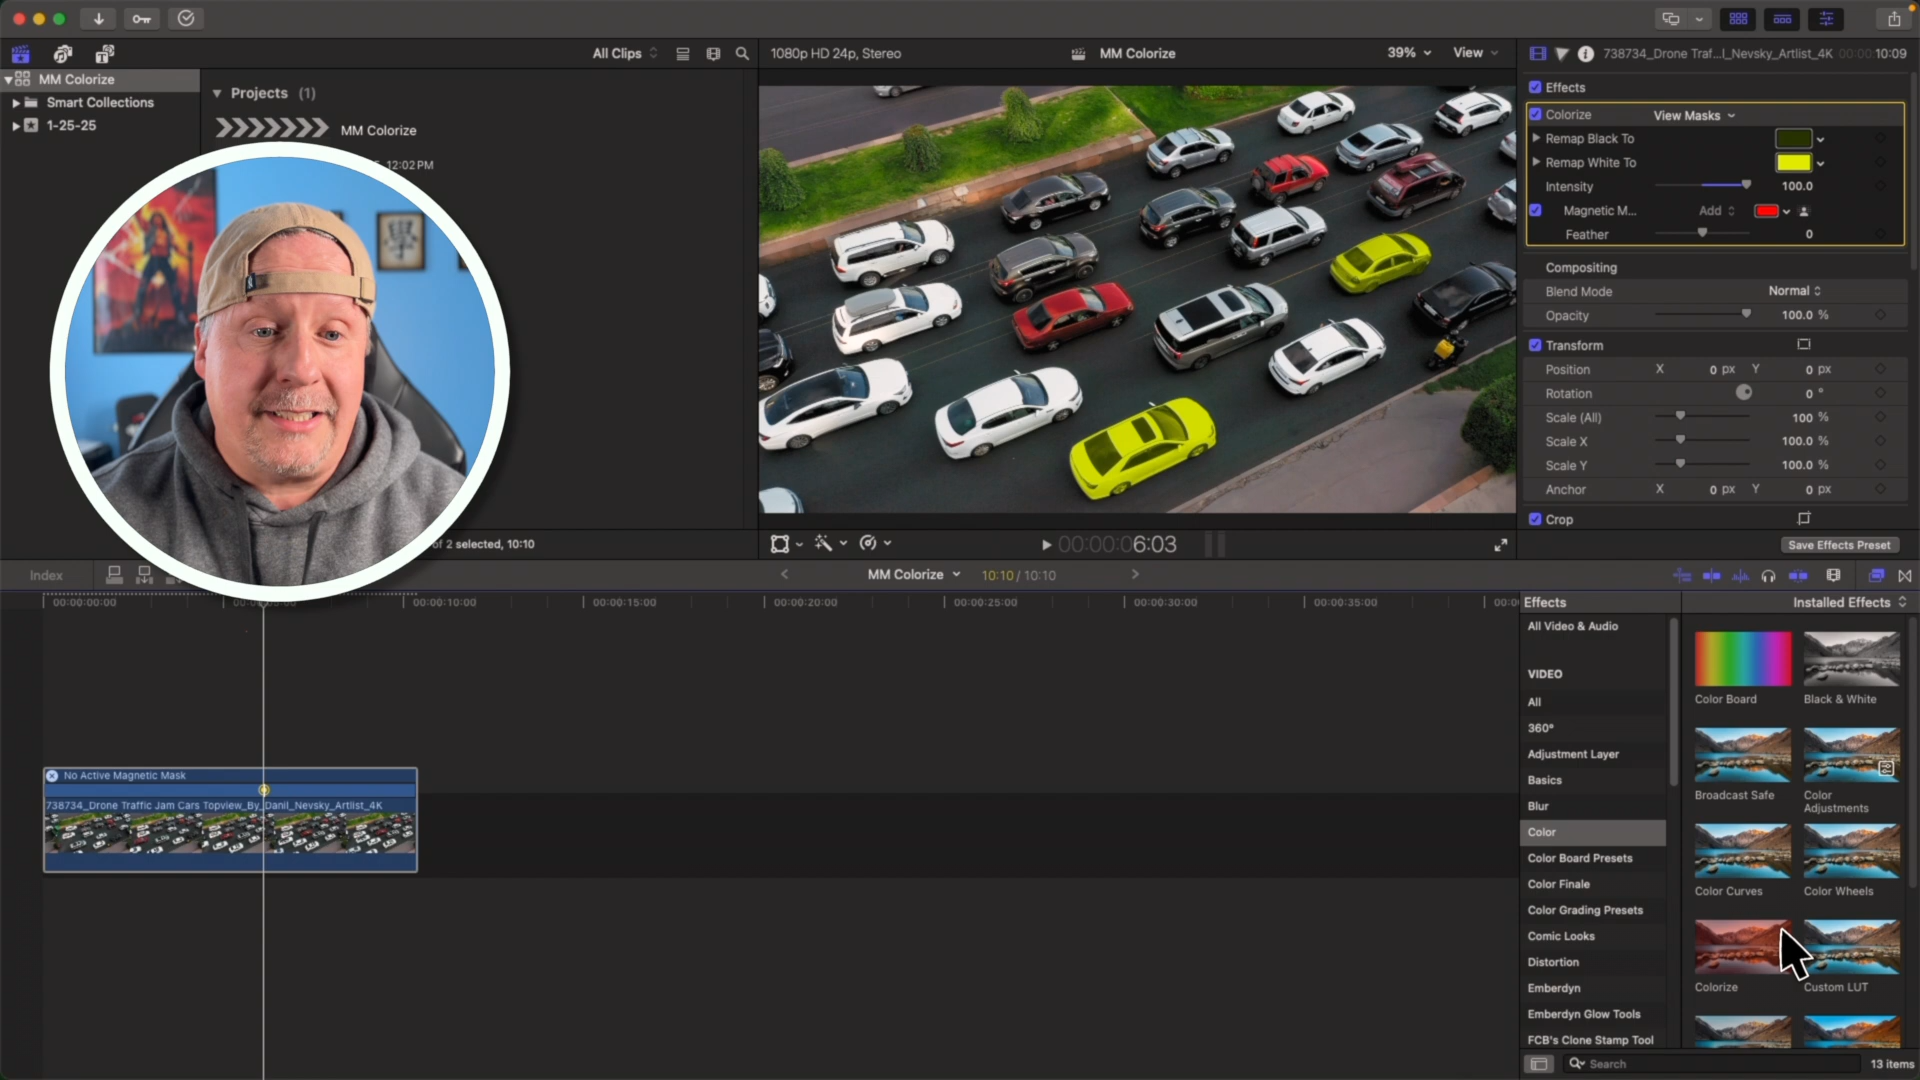 All Clips
1080p HD 24p, Stereo
MM Colorize
39%
View
738734_Drone Traf...l_Nevsky_Artlist_4K
00:00:10:09
MM Colorize
Smart Collections
1-25-25
Projects (1)
MM Colorize
12:02PM
of 2 selected, 10:10
00:00:06:03
Effects
Colorize
View Masks
Remap Black To
Remap White To
Intensity
100.0
Magnetic M...
Add
Feather
0
Compositing
Blend Mode
Normal
Opacity
100.0 %
Transform
Position
X
0 px
Y
0 px
Rotation
0 °
Scale (All)
100 %
Scale X
100.0 %
Scale Y
100.0 %
Anchor
X
0 px
Y
0 px
Crop
Save Effects Preset
Index
MM Colorize
10:10 / 10:10
00:00:00:00
00:00:10:00
00:00:15:00
00:00:20:00
00:00:25:00
00:00:30:00
00:00:35:00
No Active Magnetic Mask
738734_Drone Traffic Jam Cars Topview_By_Danil_Nevsky_Artlist_4K
Effects
Installed Effects
All Video & Audio
VIDEO
All
360°
Adjustment Layer
Basics
Blur
Color
Color Board Presets
Color Finale
Color Grading Presets
Comic Looks
Distortion
Emberdyn
Emberdyn Glow Tools
FCB's Clone Stamp Tool
Color Board
Black & White
Broadcast Safe
Color
Adjustments
Color Curves
Color Wheels
Colorize
Custom LUT
Search
13 items